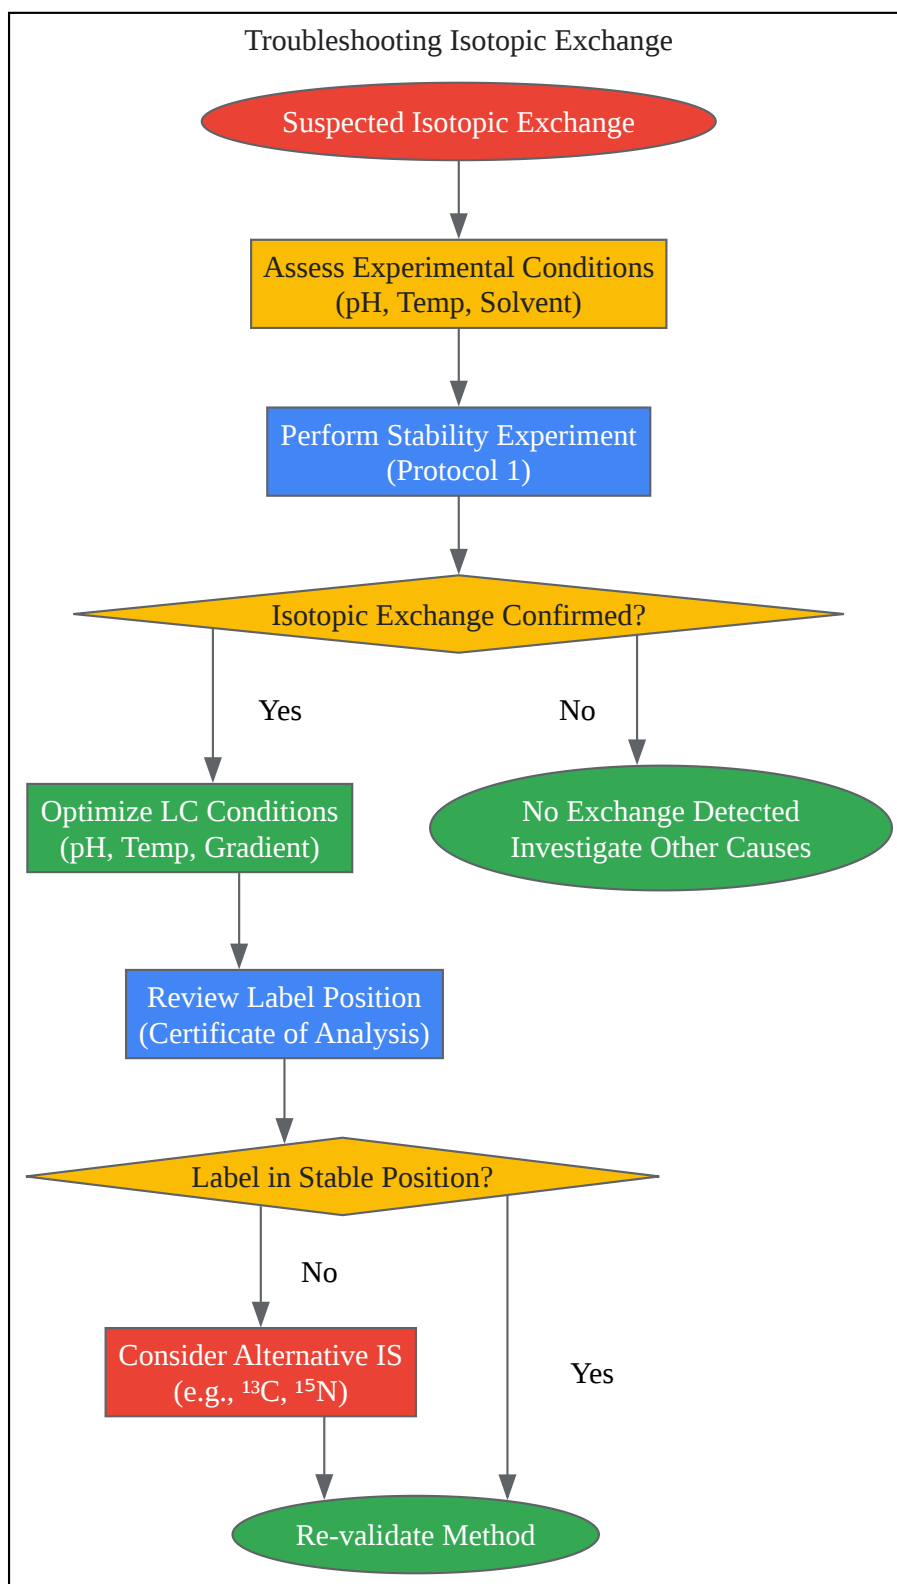 Troubleshooting Isotopic Exchange
Suspected Isotopic Exchange
Assess Experimental Conditions
(pH, Temp, Solvent)
Perform Stability Experiment
(Protocol 1)
Isotopic Exchange Confirmed?
Yes
No
Optimize LC Conditions
(pH, Temp, Gradient)
No Exchange Detected
Investigate Other Causes
Review Label Position
(Certificate of Analysis)
Label in Stable Position?
No
Consider Alternative IS
(e.g., ¹³C, ¹⁵N)
Yes
Re-validate Method